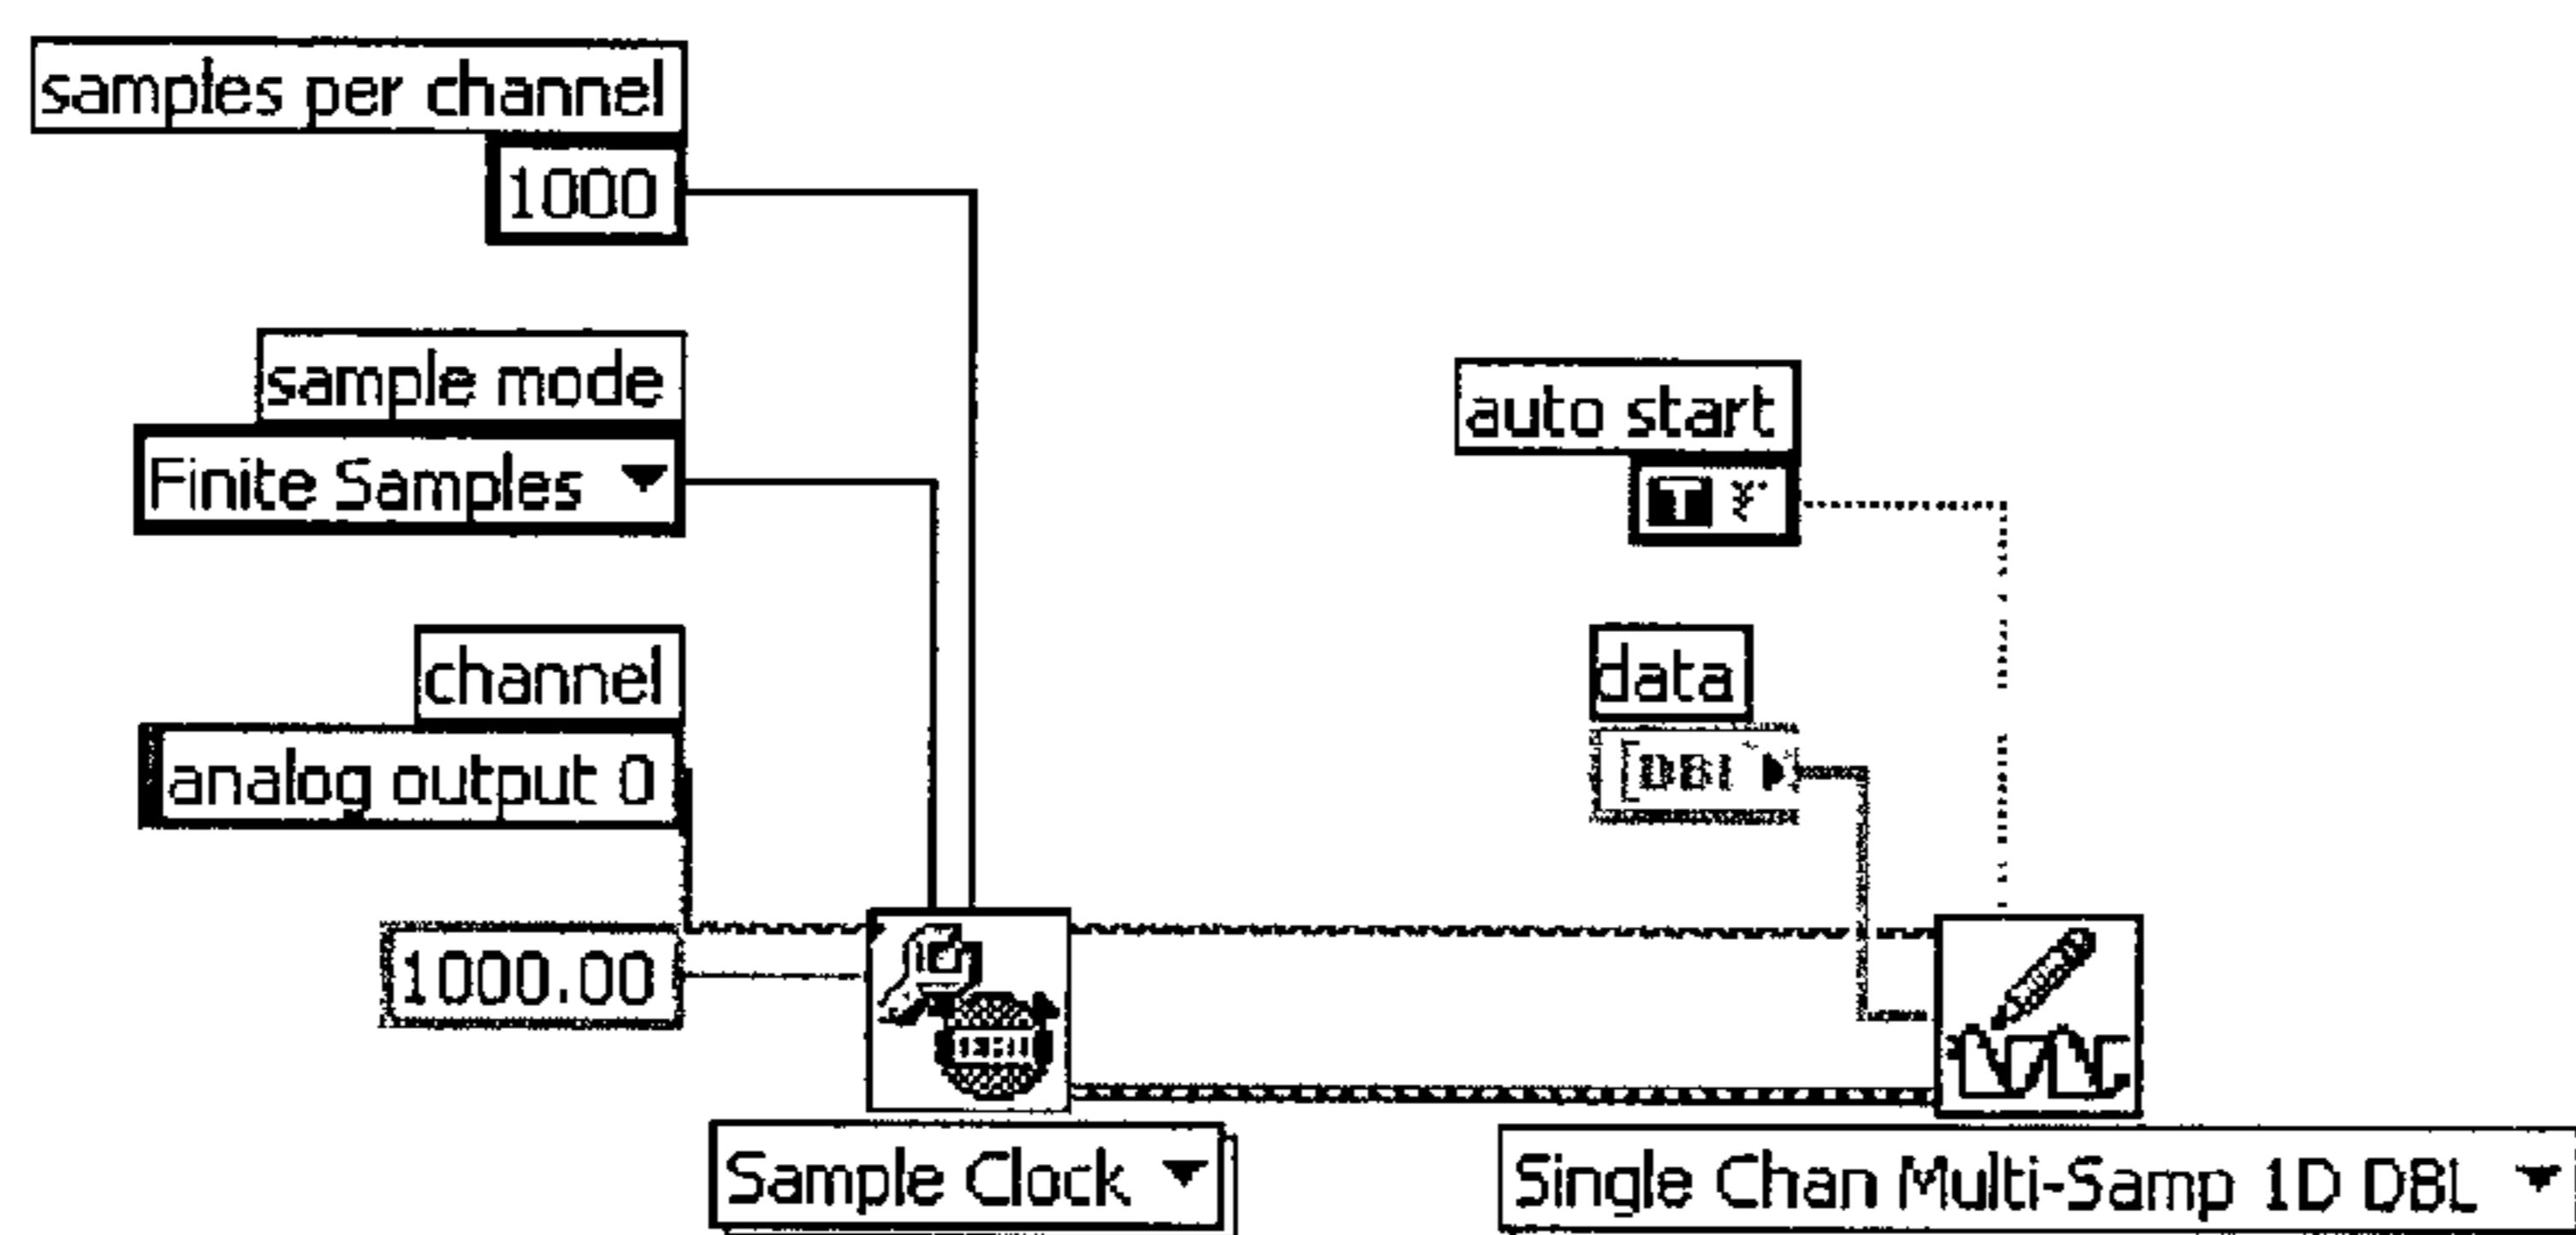 samples per channel
1000
sample mode
Finite Samples
channel
analog output 0
1000.00
Sample Clock
auto start
T
data
Single Chan Multi-Samp 1D DBL